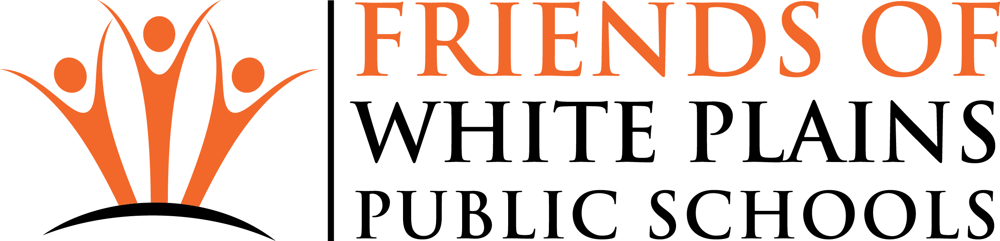 FRIENDS OF
WHITE PLAINS
PUBLIC SCHOOLS